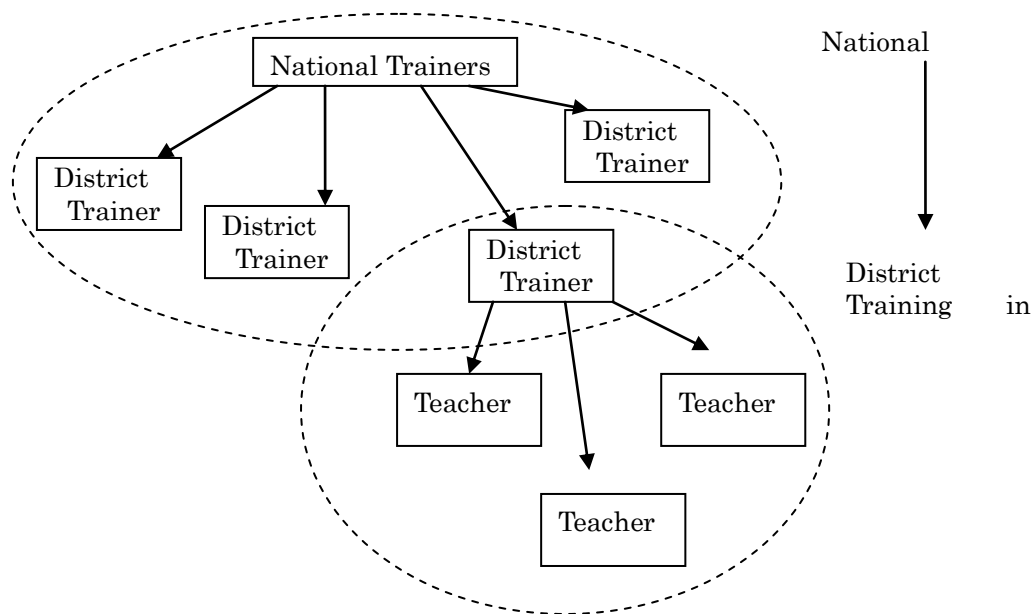 National
National Trainers
District
Trainer
District
Trainer
District
Trainer
District
Trainer
District
Training in
Teacher
Teacher
Teacher